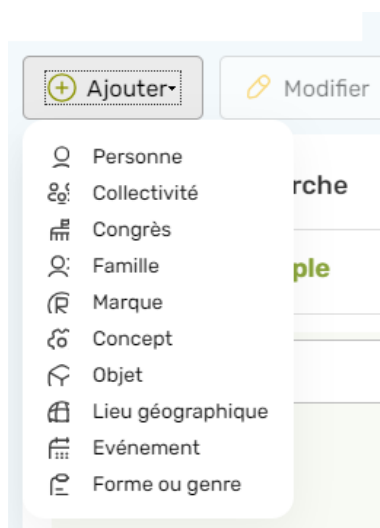 Ajouter
Modifier
Personne
rche
Collectivité
Congrès
Famille
ple
Marque
Concept
Objet
Lieu géographique
Evénement
Forme ou genre